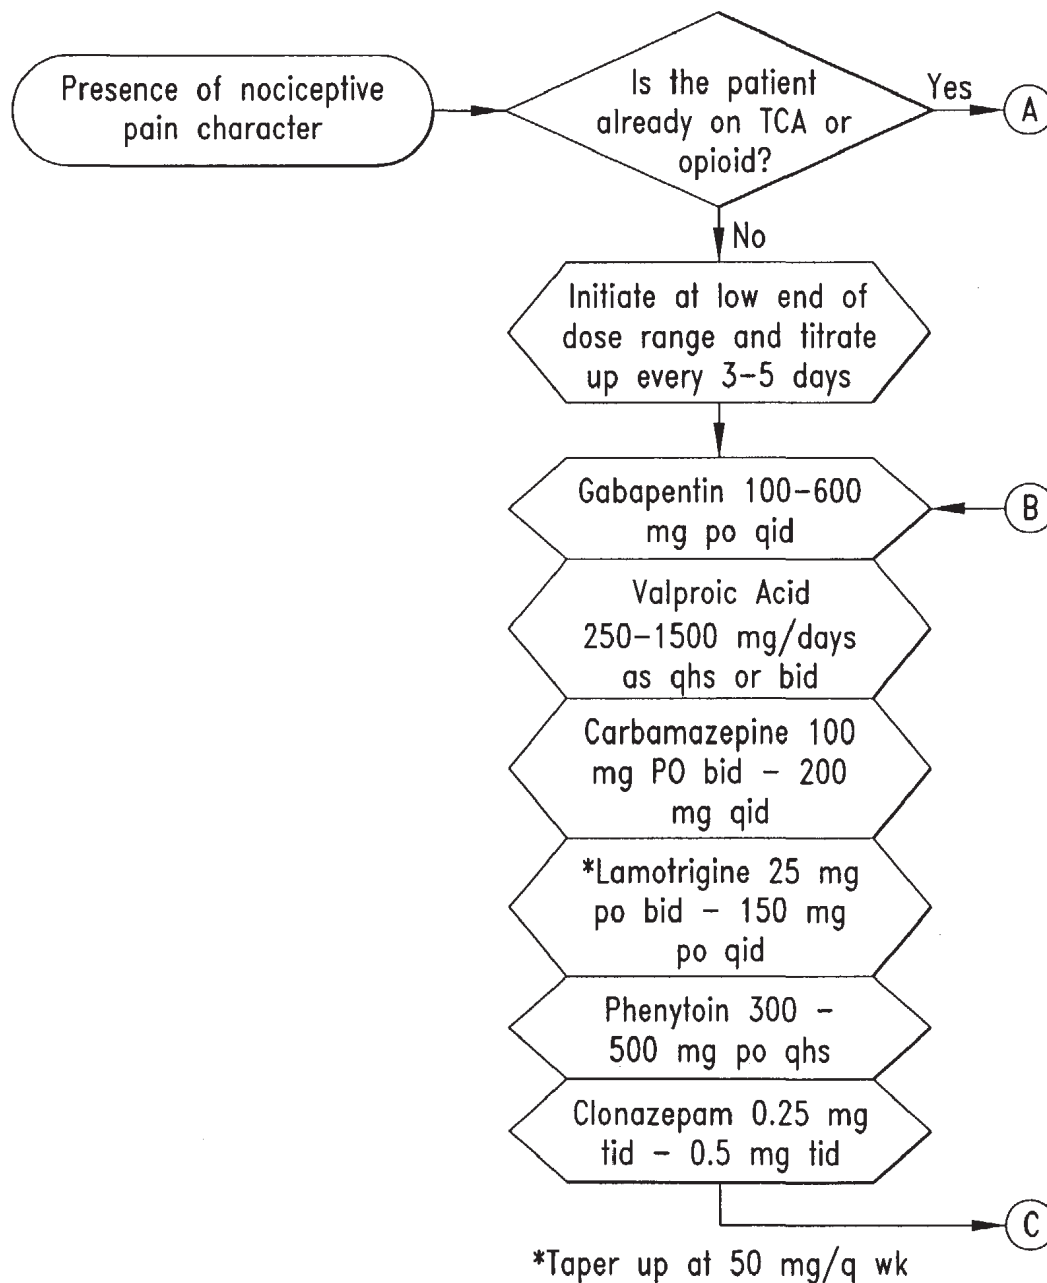 Presence of nociceptive
pain character
Is the patient
already on TCA or
opioid?
Yes
A
No
Initiate at low end of
dose range and titrate
up every 3–5 days
Gabapentin 100–600
mg po qid
B
Valproic Acid
250–1500 mg/days
as qhs or bid
Carbamazepine 100
mg PO bid – 200
mg qid
*Lamotrigine 25 mg
po bid – 150 mg
po qid
Phenytoin 300 –
500 mg po qhs
Clonazepam 0.25 mg
tid – 0.5 mg tid
C
*Taper up at 50 mg/q wk